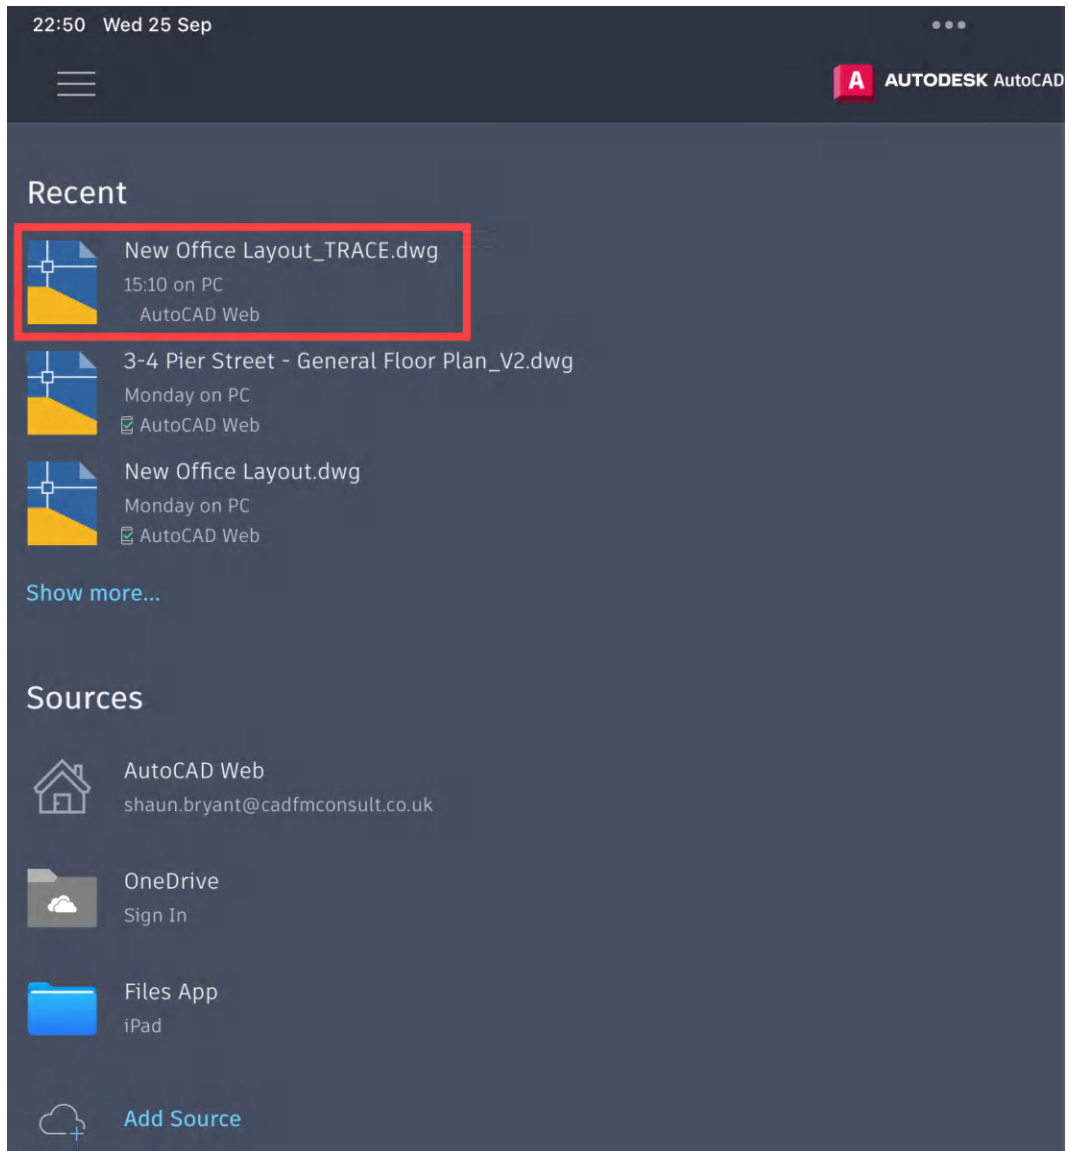 22:50 Wed 25 Sep
A AUTODESK AutoCAD
Recent
New Office Layout_TRACE.dwg
15:10 on PC
AutoCAD Web
3-4 Pier Street - General Floor Plan_V2.dwg
Monday on PC
AutoCAD Web
New Office Layout.dwg
Monday on PC
AutoCAD Web
Show more...
Sources
AutoCAD Web
shaun.bryant@cadfmconsult.co.uk
OneDrive
Sign In
Files App
iPad
Add Source